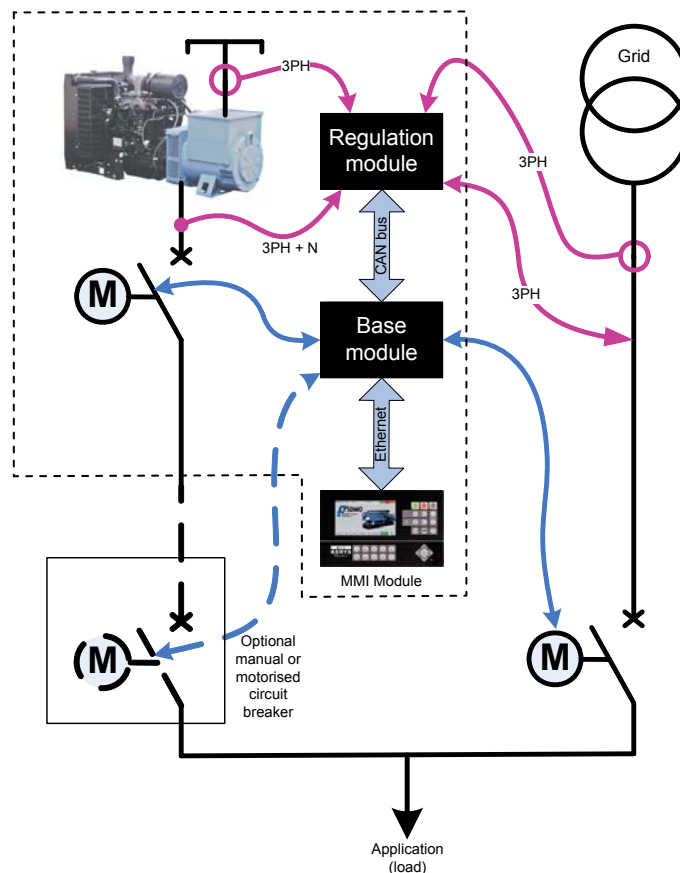 Grid
3PH
Regulation
module
3PH
3PH
3PH + N
CAN bus
M
Base
module
Ethernet
SDMO
MMI Module
M
Optional
manual or
motorised
circuit
breaker
M
Application
(load)